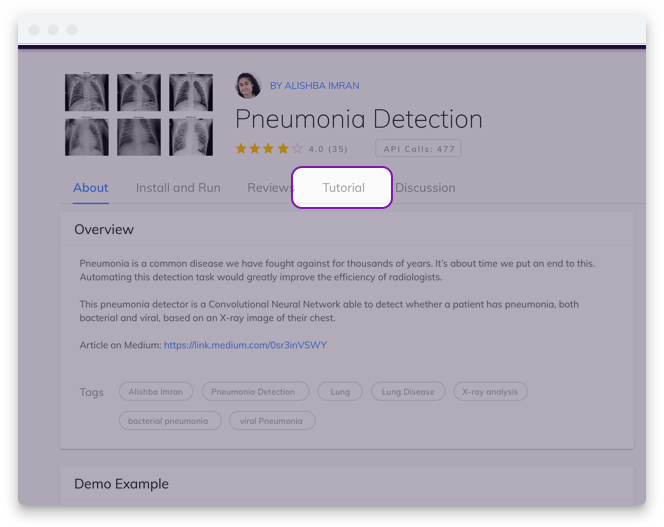 BY ALISHBA IMRAN
Pneumonia Detection
4.0 (35)
API Calls: 477
About
Install and Run
Reviews
Tutorial
Discussion
Overview
Pneumonia is a common disease we have fought against for thousands of years. It's about time we put an end to this.
Automating this detection task would greatly improve the efficiency of radiologists.
This pneumonia detector is a Convolutional Neural Network able to detect whether a patient has pneumonia, both
bacterial and viral, based on an X-ray image of their chest.
Article on Medium: https://link.medium.com/0sr3inVSWY
Tags
Alishba Imran
Pneumonia Detection
Lung
Lung Disease
X-ray analysis
bacterial pneumonia
viral Pneumonia
Demo Example